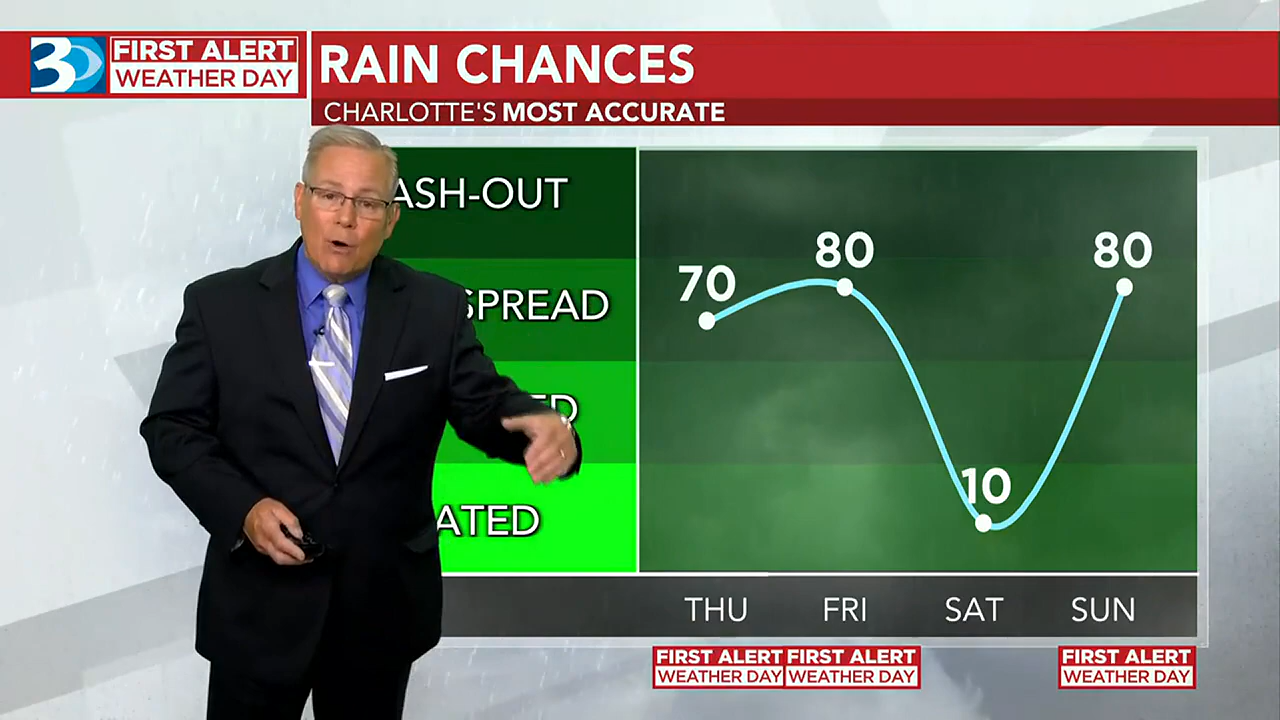 3 FIRST ALERT
WEATHER DAY
RAIN CHANCES
CHARLOTTE'S MOST ACCURATE
ASH-OUT
SPREAD
ED
ATED
70
80
10
80
THU FRI SAT SUN
FIRST ALERT FIRST ALERT FIRST ALERT
WEATHER DAY WEATHER DAY WEATHER DAY